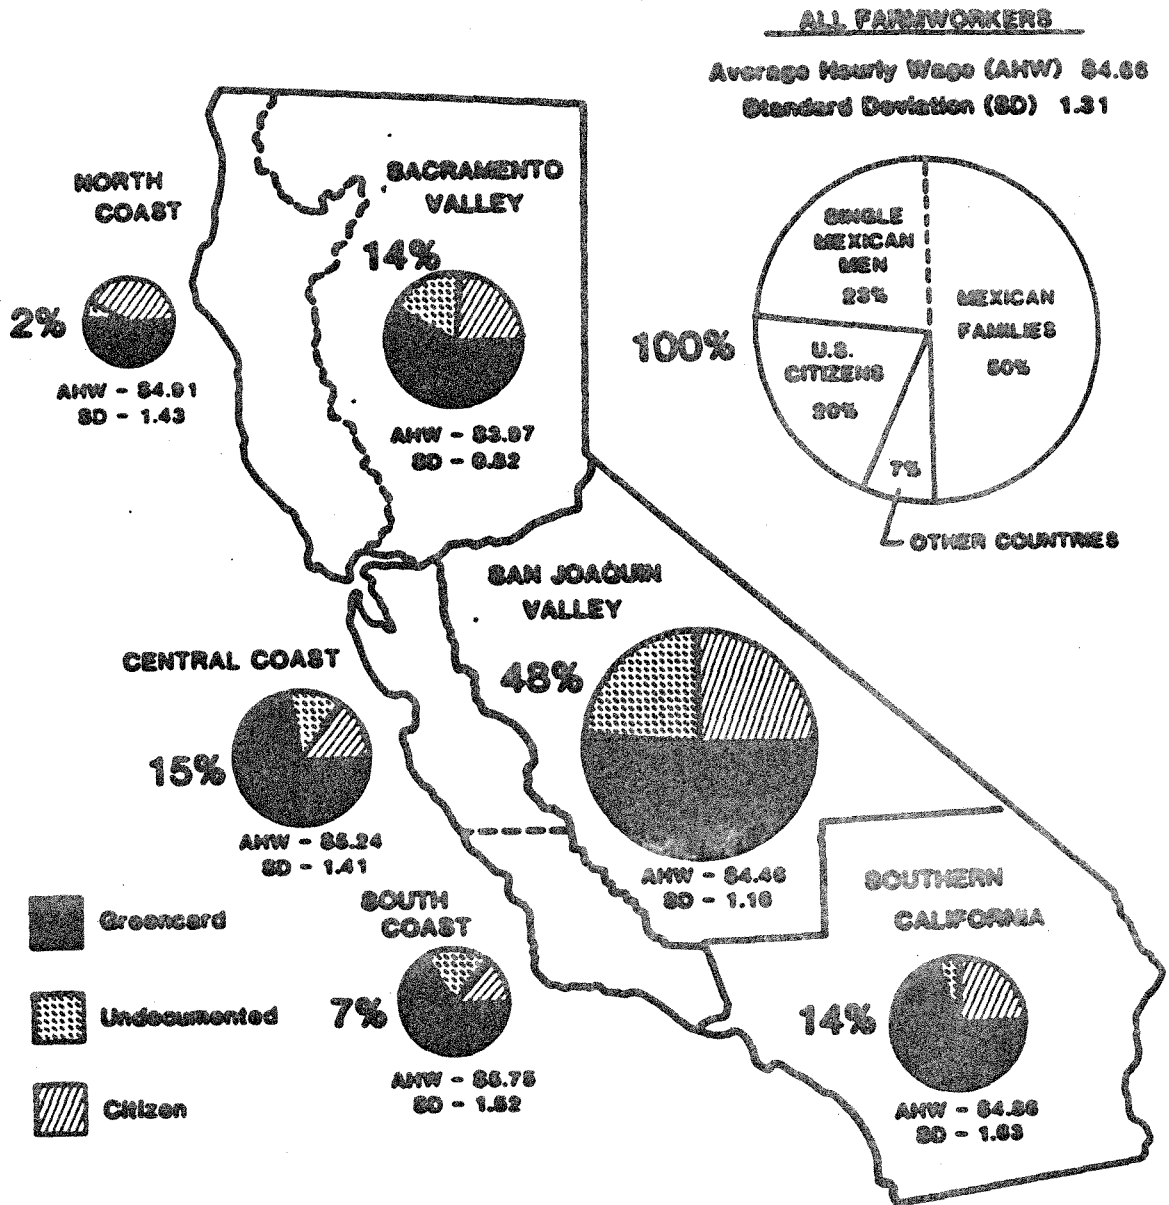 ALL FARMWORKERS
Average Hourly Wage (AHW) $4.66
Standard Deviation (SD) 1.31
NORTH
COAST
SACRAMENTO
VALLEY
14%
2%
AHW - $4.91
SD - 1.43
AHW - $3.97
SD - 0.82
SINGLE
MEXICAN
MEN
23%
MEXICAN
FAMILIES
50%
100%
U.S.
CITIZENS
20%
7%
OTHER COUNTRIES
SAN JOAQUIN
VALLEY
48%
AHW - $4.46
SD - 1.16
CENTRAL COAST
15%
AHW - $5.24
SD - 1.41
SOUTH
COAST
7%
AHW - $5.75
SD - 1.52
SOUTHERN
CALIFORNIA
14%
AHW -
SD -
Greencard
Undocumented
Citizen